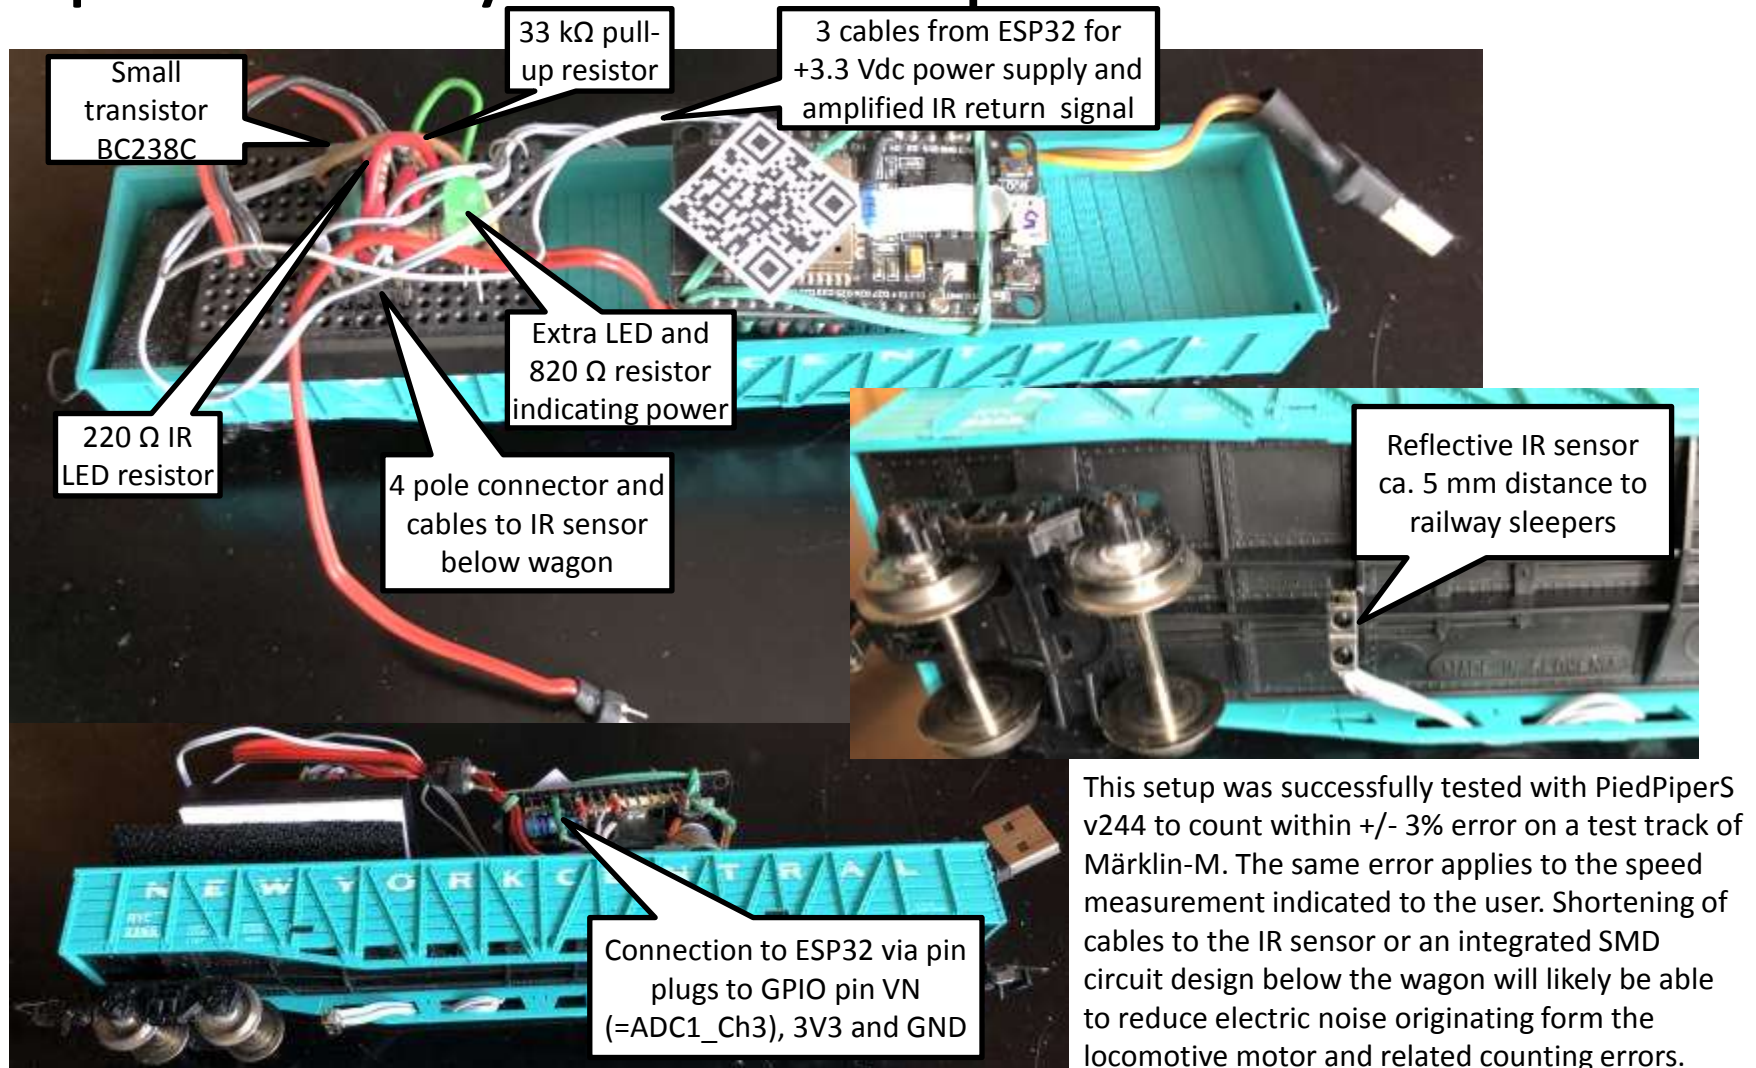 33 kΩ pull-
up resistor
3 cables from ESP32 for
+3.3 Vdc power supply and
amplified IR return  signal
Small
transistor
BC238C
Extra LED and
820 Ω resistor
indicating power
220 Ω IR
LED resistor
4 pole connector and
cables to IR sensor
below wagon
C E N T R A L
Reflective IR sensor
ca. 5 mm distance to
railway sleepers
N E W Y O R K C E N T R A L
NYC
Connection to ESP32 via pin
plugs to GPIO pin VN
(=ADC1_Ch3), 3V3 and GND
This setup was successfully tested with PiedPiperS
v244 to count within +/- 3% error on a test track of
Märklin-M. The same error applies to the speed
measurement indicated to the user. Shortening of
cables to the IR sensor or an integrated SMD
circuit design below the wagon will likely be able
to reduce electric noise originating form the
locomotive motor and related counting errors.